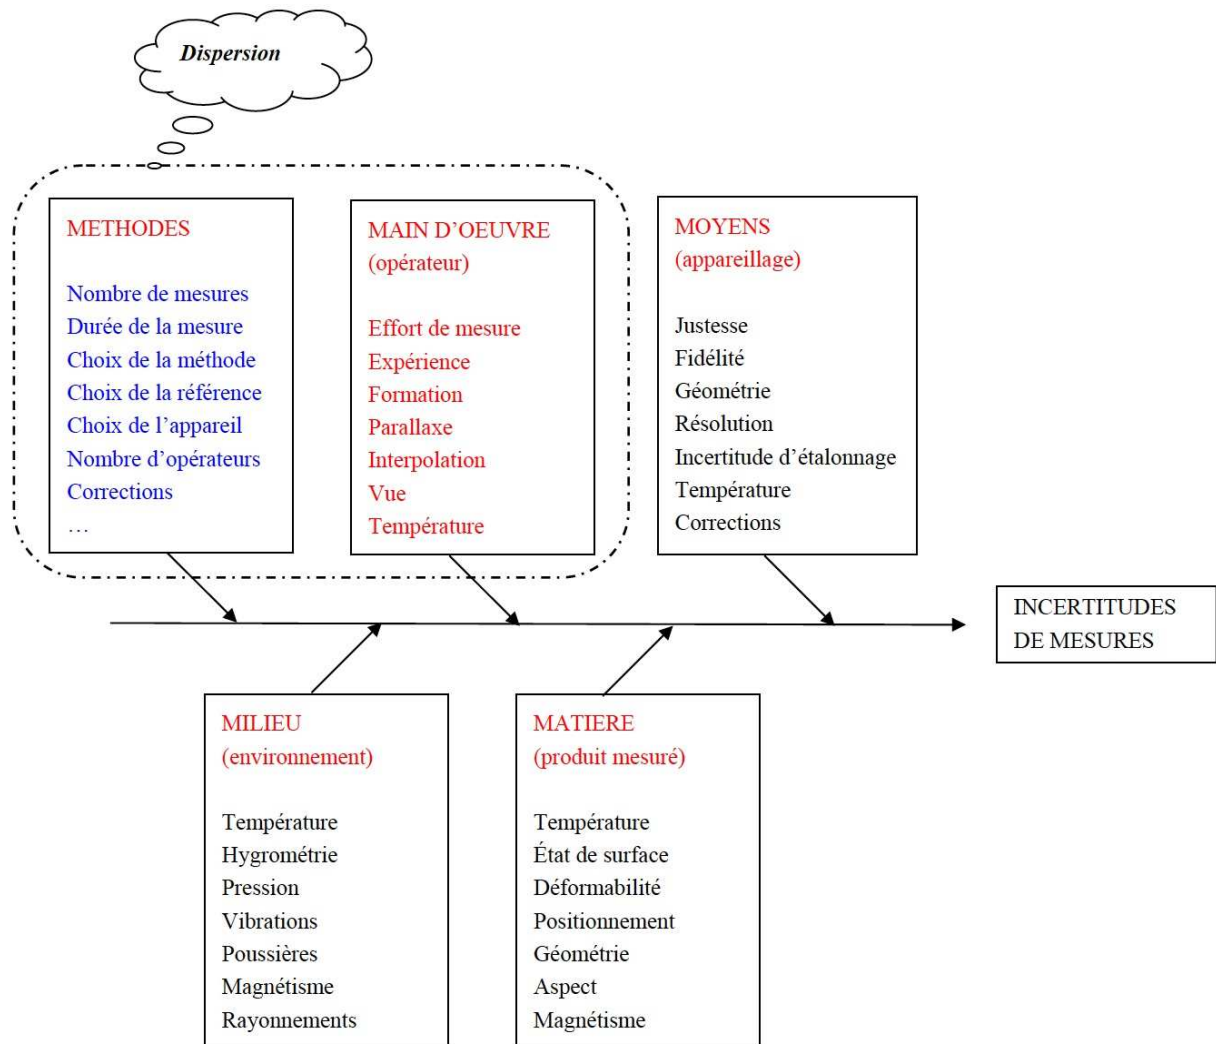 Dispersion
METHODES
Nombre de mesures
Durée de la mesure
Choix de la méthode
Choix de la référence
Choix de l'appareil
Nombre d'opérateurs
Corrections
…
MAIN D'OEUVRE
(opérateur)
Effort de mesure
Expérience
Formation
Parallaxe
Interpolation
Vue
Température
MOYENS
(appareillage)
Justesse
Fidélité
Géométrie
Résolution
Incertitude d'étalonnage
Température
Corrections
INCERTITUDES
DE MESURES
MILIEU
(environnement)
Température
Hygrométrie
Pression
Vibrations
Poussières
Magnétisme
Rayonnements
MATIERE
(produit mesuré)
Température
État de surface
Déformabilité
Positionnement
Géométrie
Aspect
Magnétisme